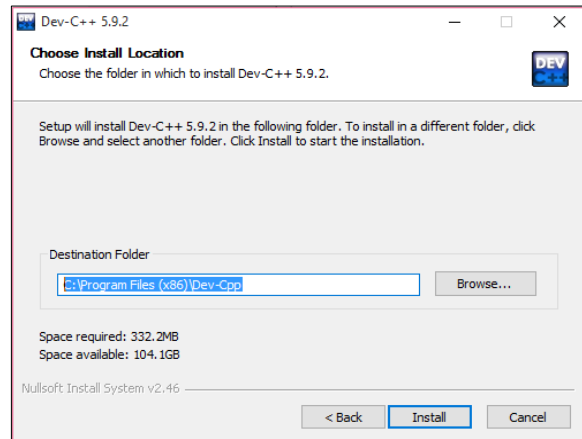 Dev-C++ 5.9.2
Choose Install Location
Choose the folder in which to install Dev-C++ 5.9.2.
DEV
C++
Setup will install Dev-C++ 5.9.2 in the following folder. To install in a different folder, click
Browse and select another folder. Click Install to start the installation.
Destination Folder
C:\Program Files (x86)\Dev-Cpp
Browse...
Space required: 332.2MB
Space available: 104.1GB
Nullsoft Install System v2.46
< Back
Install
Cancel